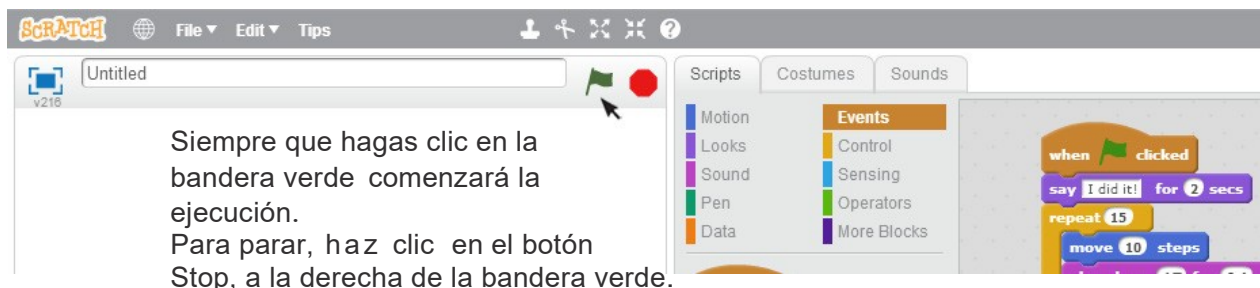 SCRATCH File Edit Tips
Untitled
v216
Scripts Costumes Sounds
Motion Events
Looks Control
Sound Sensing
Pen Operators
Data More Blocks
Siempre que hagas clic en la
bandera verde comenzará la
ejecución.
Para parar, haz clic en el botón
Stop, a la derecha de la bandera verde.
when clicked
say I did it! for 2 secs
repeat 15
move 10 steps